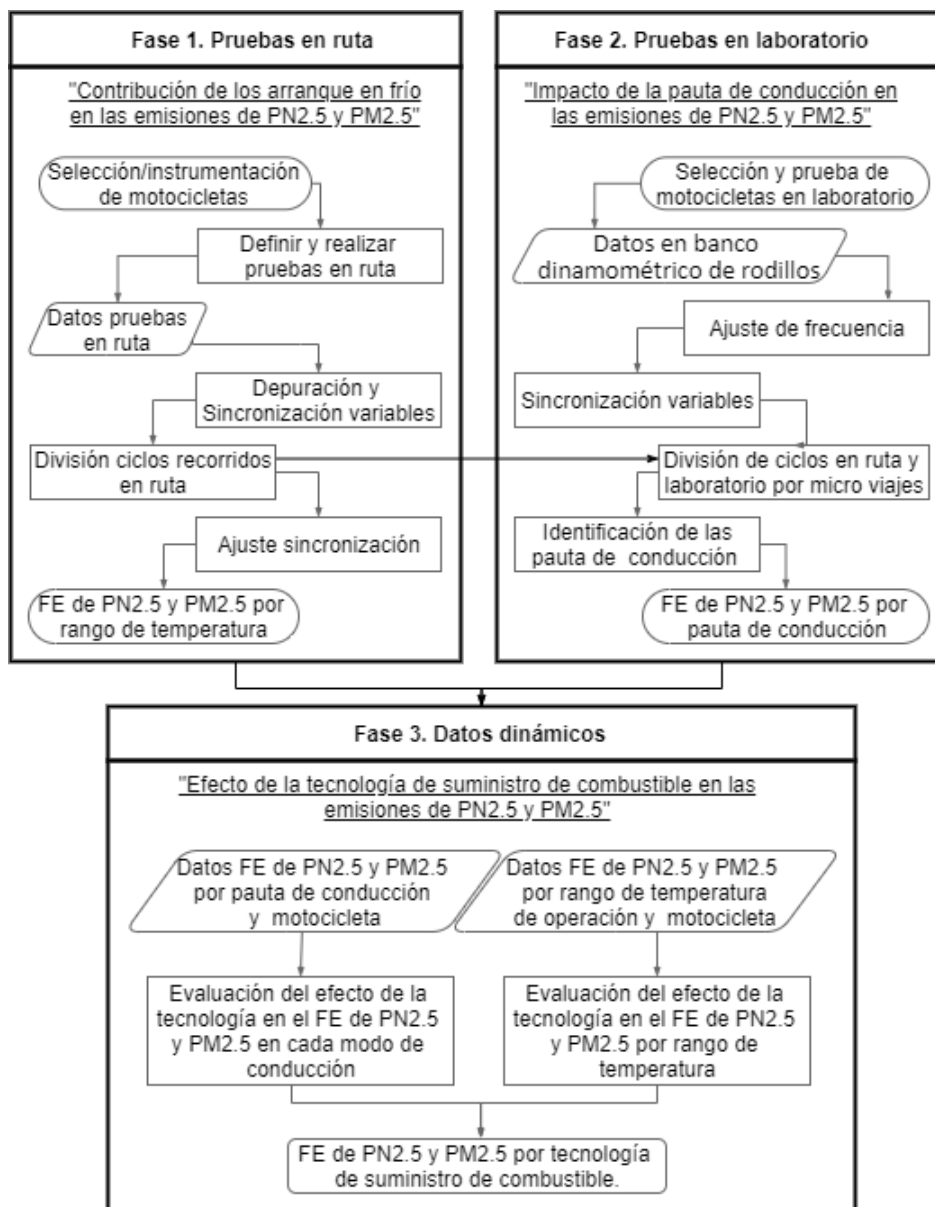 Fase 1. Pruebas en ruta
"Contribución de los arranque en frío
en las emisiones de PN2.5 y PM2.5"
Selección/instrumentación
de motocicletas
Definir y realizar
pruebas en ruta
Datos pruebas
en ruta
Depuración y
Sincronización variables
División ciclos recorridos
en ruta
Ajuste sincronización
FE de PN2.5 y PM2.5 por
rango de temperatura
Fase 2. Pruebas en laboratorio
"Impacto de la pauta de conducción en
las emisiones de PN2.5 y PM2.5"
Selección y prueba de
motocicletas en laboratorio
Datos en banco
dinamométrico de rodillos
Ajuste de frecuencia
Sincronización variables
División de ciclos en ruta y
laboratorio por micro viajes
Identificación de las
pauta de conducción
FE de PN2.5 y PM2.5 por
pauta de conducción
Fase 3. Datos dinámicos
"Efecto de la tecnología de suministro de combustible en las
emisiones de PN2.5 y PM2.5"
Datos FE de PN2.5 y PM2.5
por pauta de conducción
y motocicleta
Datos FE de PN2.5 y PM2.5
por rango de temperatura
de operación y motocicleta
Evaluación del efecto de la
tecnología en el FE de PN2.5
y PM2.5 en cada modo de
conducción
Evaluación del efecto de la
tecnología en el FE de PN2.5
y PM2.5 por rango de
temperatura
FE de PN2.5 y PM2.5 por tecnología
de suministro de combustible.